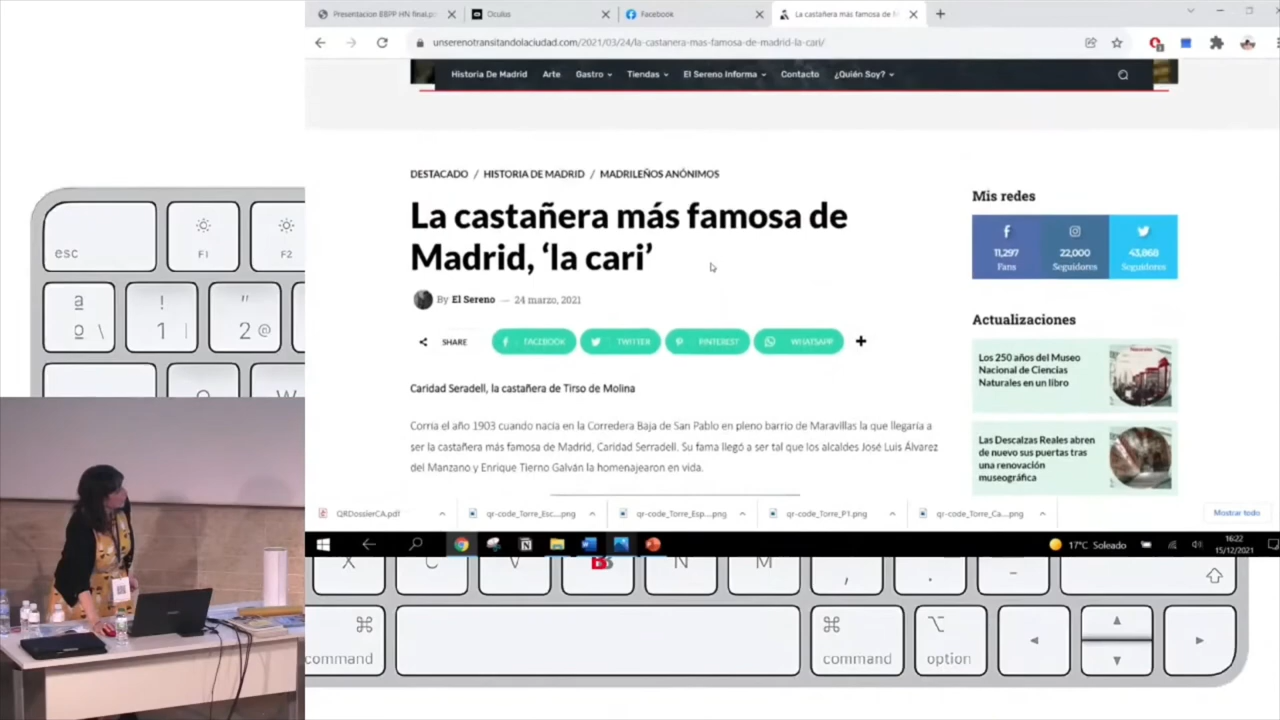 Presentacion BBPP HN final.p
Oculus
Facebook
La castañera más famosa de M
unserenotransitandolaciudad.com/2021/03/24/la-castanera-mas-famosa-de-madrid-la-cari/
Historia De Madrid Arte Gastro Tiendas El Sereno Informa Contacto ¿Quién Soy?
DESTACADO / HISTORIA DE MADRID / MADRILEÑOS ANÓNIMOS
La castañera más famosa de
Madrid, ‘la cari’
By El Sereno — 24 marzo, 2021
SHARE FACEBOOK TWITTER PINTEREST WHATSAPP
Caridad Seradell, la castañera de Tirso de Molina
Corria el año 1903 cuando nacia en la Corredera Baja de San Pablo en pleno barrio de Maravillas la que llegaría a
ser la castañera más famosa de Madrid, Caridad Serradell. Su fama llegó a ser tal que los alcaldes José Luis Álvarez
del Manzano y Enrique Tierno Galván la homenajearon en vida.
Mis redes
11,297 22,000 43,868
Fans Seguidores Seguidores
Actualizaciones
Los 250 años del Museo
Nacional de Ciencias
Naturales en un libro
Las Descalzas Reales abren
de nuevo sus puertas tras
una renovación
museográfica
QRDossierCA.pdf qr-code_Torre_Esc....png qr-code_Torre_Esp....png qr-code_Torre_P1.png qr-code_Torre_Ca....png Mostrar todo
17°C Soleado 16:22
15/12/2021
esc F1 F2
a ! "
º \ 1 | 2 @
Q W
X C V B N M , . -
command command option